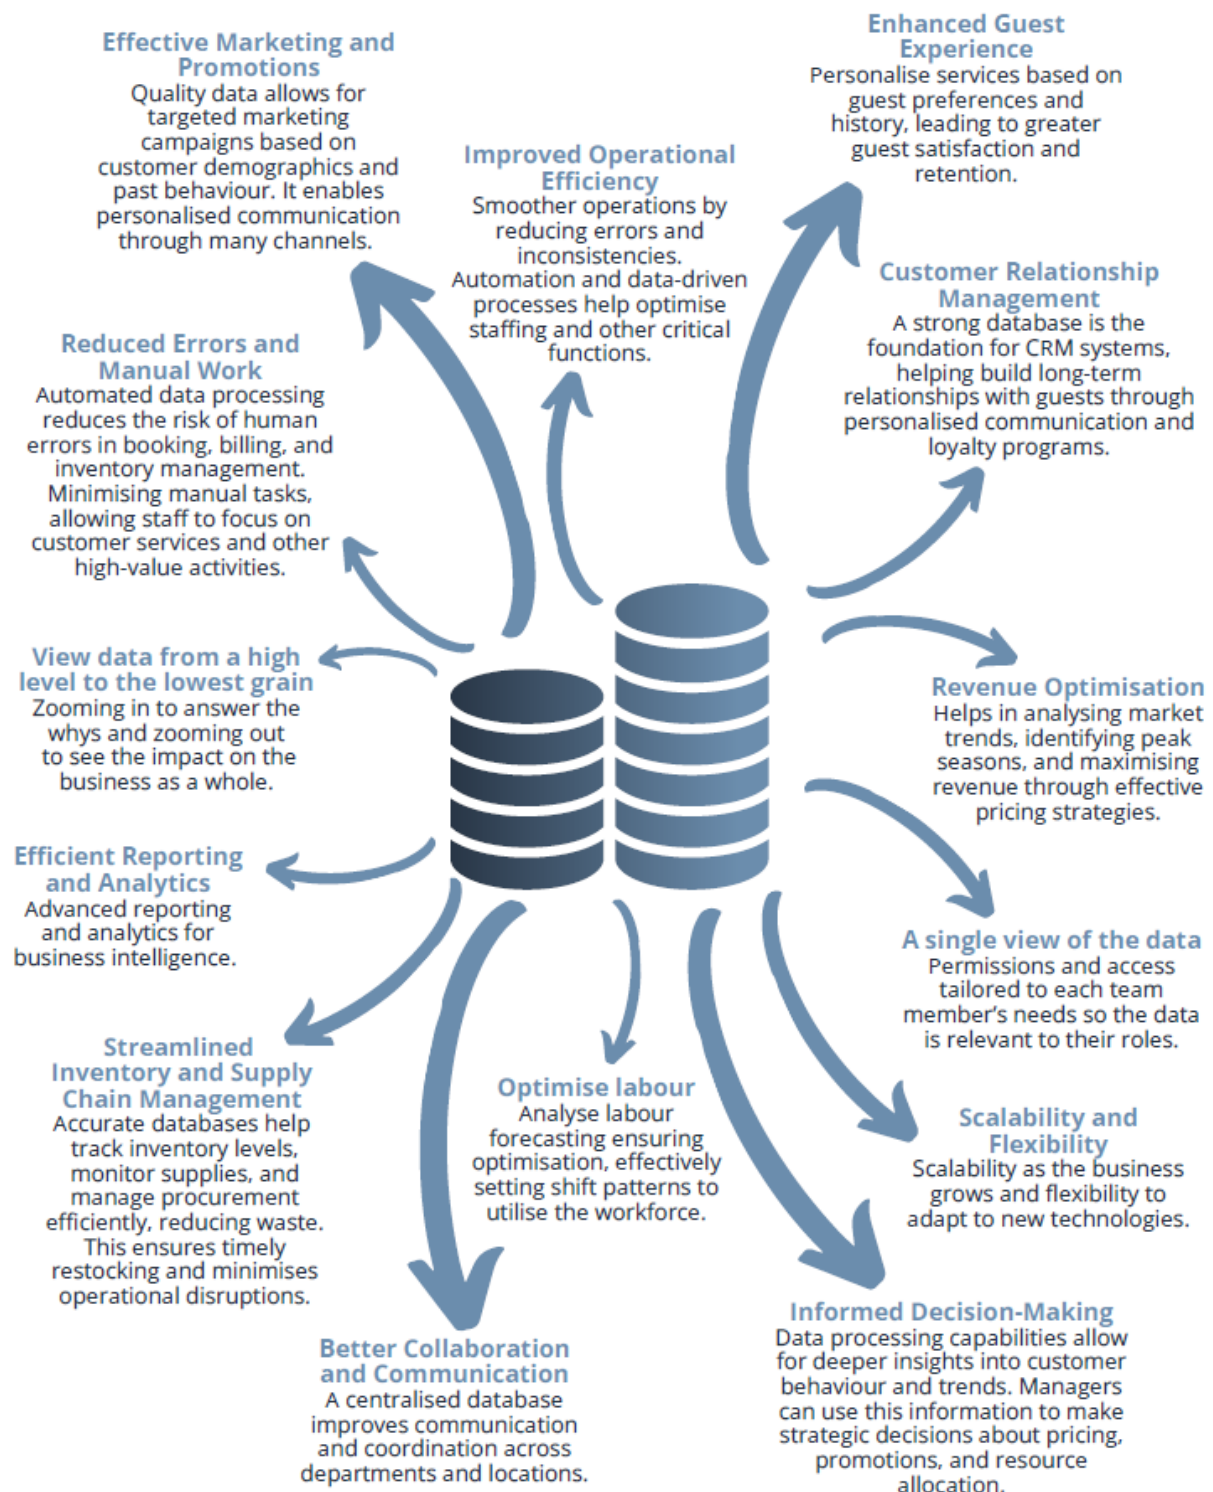 Effective Marketing and
Promotions
Quality data allows for
targeted marketing
campaigns based on
customer demographics and
past behaviour. It enables
personalised communication
through many channels.
Improved Operational
Efficiency
Smoother operations by
reducing errors and
inconsistencies.
Automation and data-driven
processes help optimise
staffing and other critical
functions.
Enhanced Guest
Experience
Personalise services based on
guest preferences and
history, leading to greater
guest satisfaction and
retention.
Customer Relationship
Management
A strong database is the
foundation for CRM systems,
helping build long-term
relationships with guests through
personalised communication and
loyalty programs.
Reduced Errors and
Manual Work
Automated data processing
reduces the risk of human
errors in booking, billing, and
inventory management.
Minimising manual tasks,
allowing staff to focus on
customer services and other
high-value activities.
View data from a high
level to the lowest grain
Zooming in to answer the
whys and zooming out
to see the impact on the
business as a whole.
Revenue Optimisation
Helps in analysing market
trends, identifying peak
seasons, and maximising
revenue through effective
pricing strategies.
Efficient Reporting
and Analytics
Advanced reporting
and analytics for
business intelligence.
A single view of the data
Permissions and access
tailored to each team
member's needs so the data
is relevant to their roles.
Streamlined
Inventory and Supply
Chain Management
Accurate databases help
track inventory levels,
monitor supplies, and
manage procurement
efficiently, reducing waste.
This ensures timely
restocking and minimises
operational disruptions.
Optimise labour
Analyse labour
forecasting ensuring
optimisation, effectively
setting shift patterns to
utilise the workforce.
Scalability and
Flexibility
Scalability as the business
grows and flexibility to
adapt to new technologies.
Better Collaboration
and Communication
A centralised database
improves communication
and coordination across
departments and locations.
Informed Decision-Making
Data processing capabilities allow
for deeper insights into customer
behaviour and trends. Managers
can use this information to make
strategic decisions about pricing,
promotions, and resource
allocation.